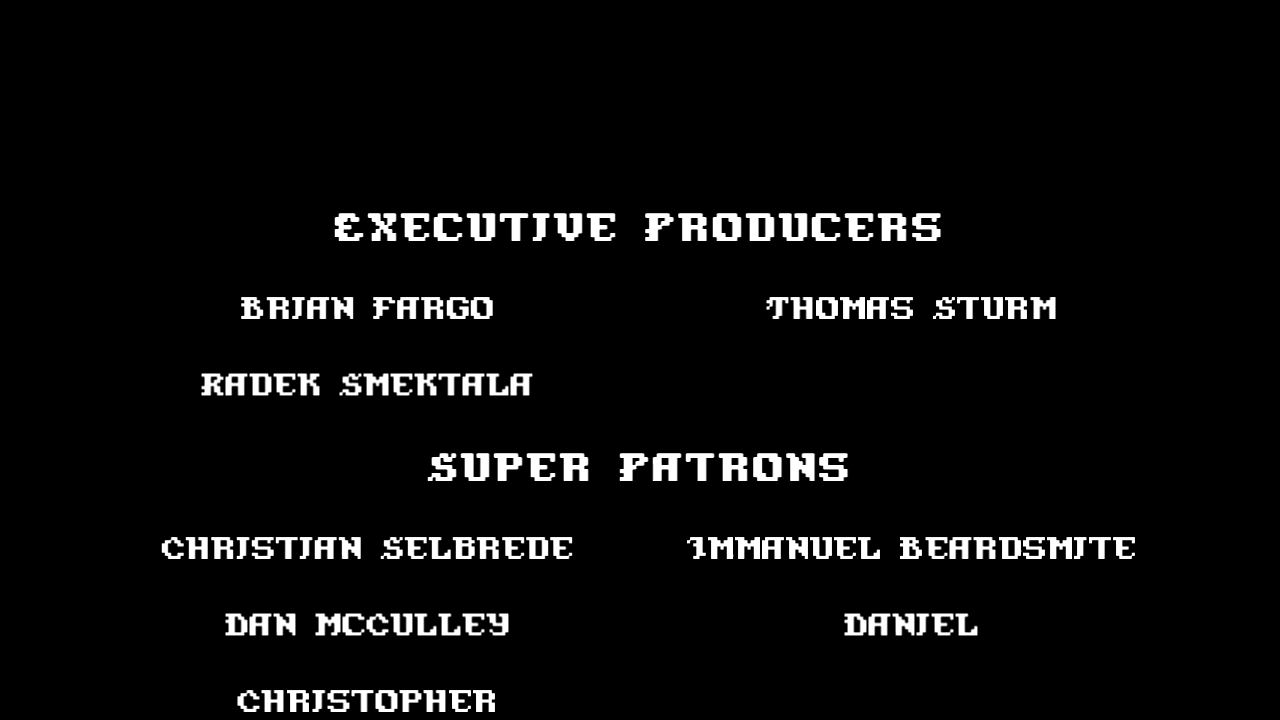 EXECUTIVE PRODUCERS
BRIAN FARGO THOMAS STURM
RADEK SMEKTALA
SUPER PATRONS
CHRISTIAN SELBREDE IMMANUEL BEARDSMITE
DAN MCCULLEY DANIEL
CHRISTOPHER